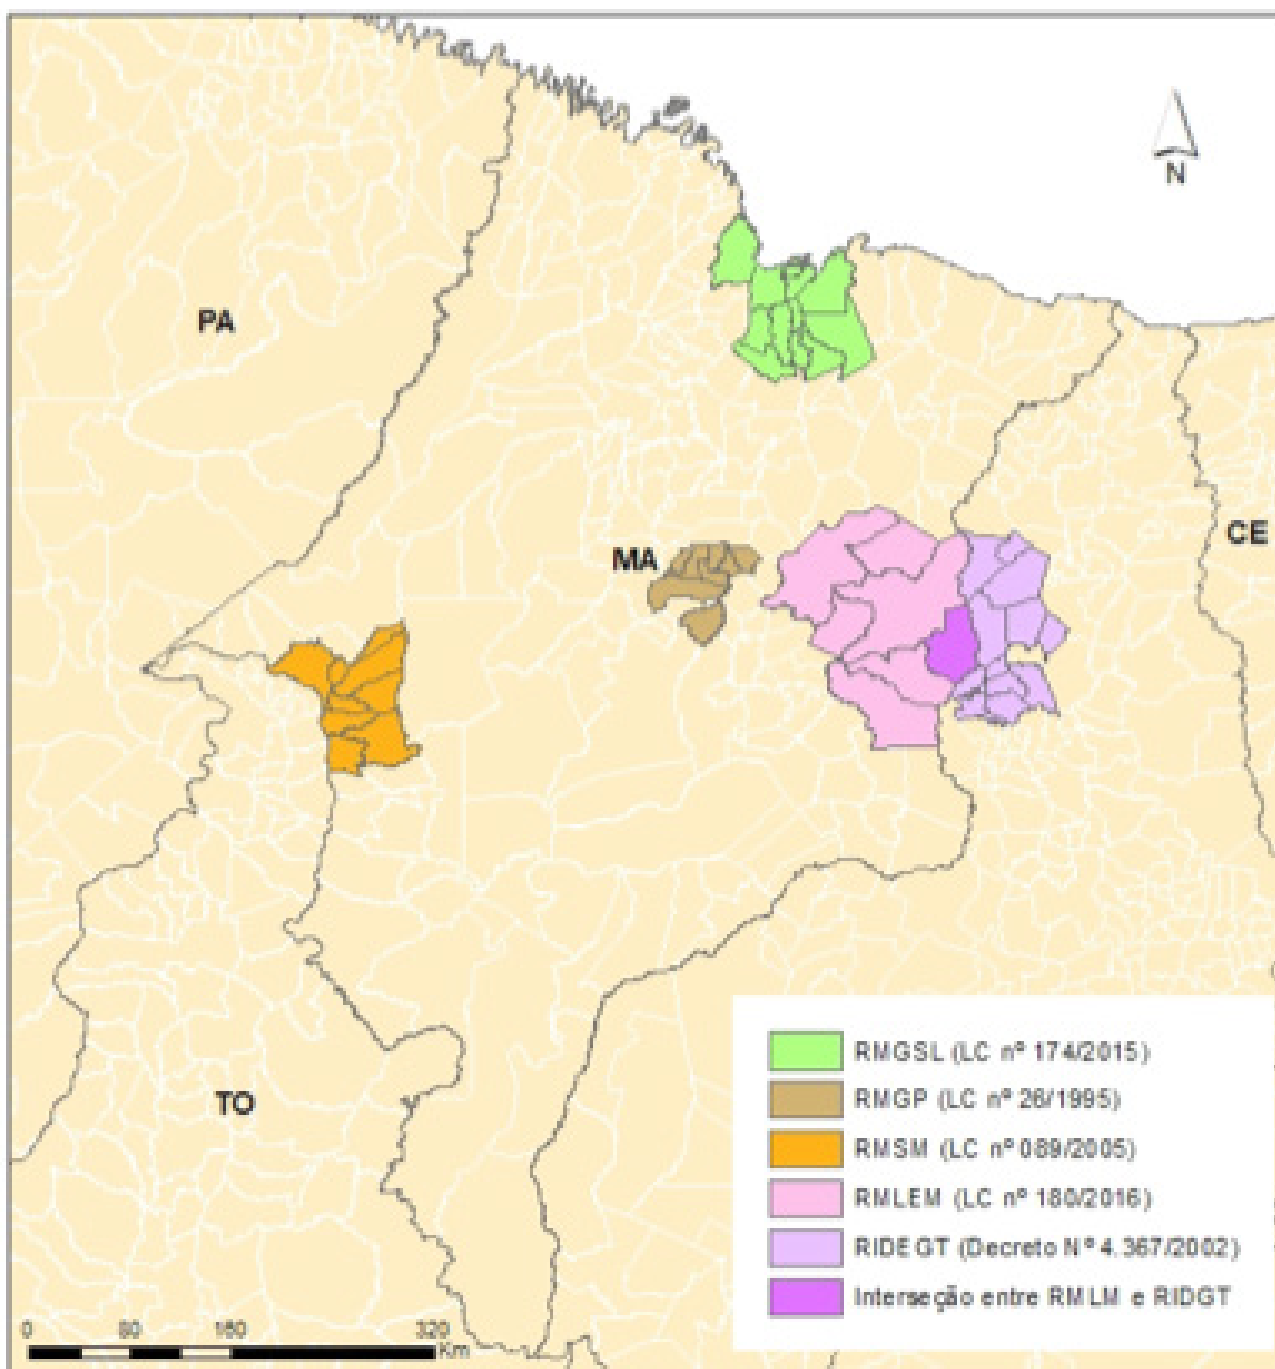 N
PA
CE
MA
TO
RMGSL (LC nº 174/2015)
RMGP (LC nº 26/1995)
RMSM (LC nº 089/2005)
RMLEM (LC nº 180/2016)
RIDEGT (Decreto Nº 4.367/2002)
Interseção entre RMLM e RIDGT
0 80 160 320
Km